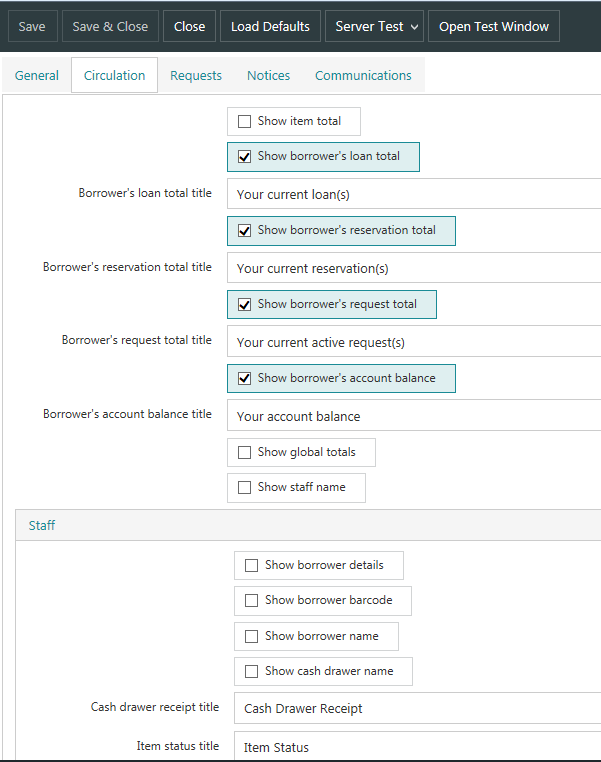 Save Save & Close Close Load Defaults Server Test Open Test Window
General Circulation Requests Notices Communications
Show item total
Show borrower's loan total
Borrower's loan total title Your current loan(s)
Show borrower's reservation total
Borrower's reservation total title Your current reservation(s)
Show borrower's request total
Borrower's request total title Your current active request(s)
Show borrower's account balance
Borrower's account balance title Your account balance
Show global totals
Show staff name
Staff
Show borrower details
Show borrower barcode
Show borrower name
Show cash drawer name
Cash drawer receipt title Cash Drawer Receipt
Item status title Item Status